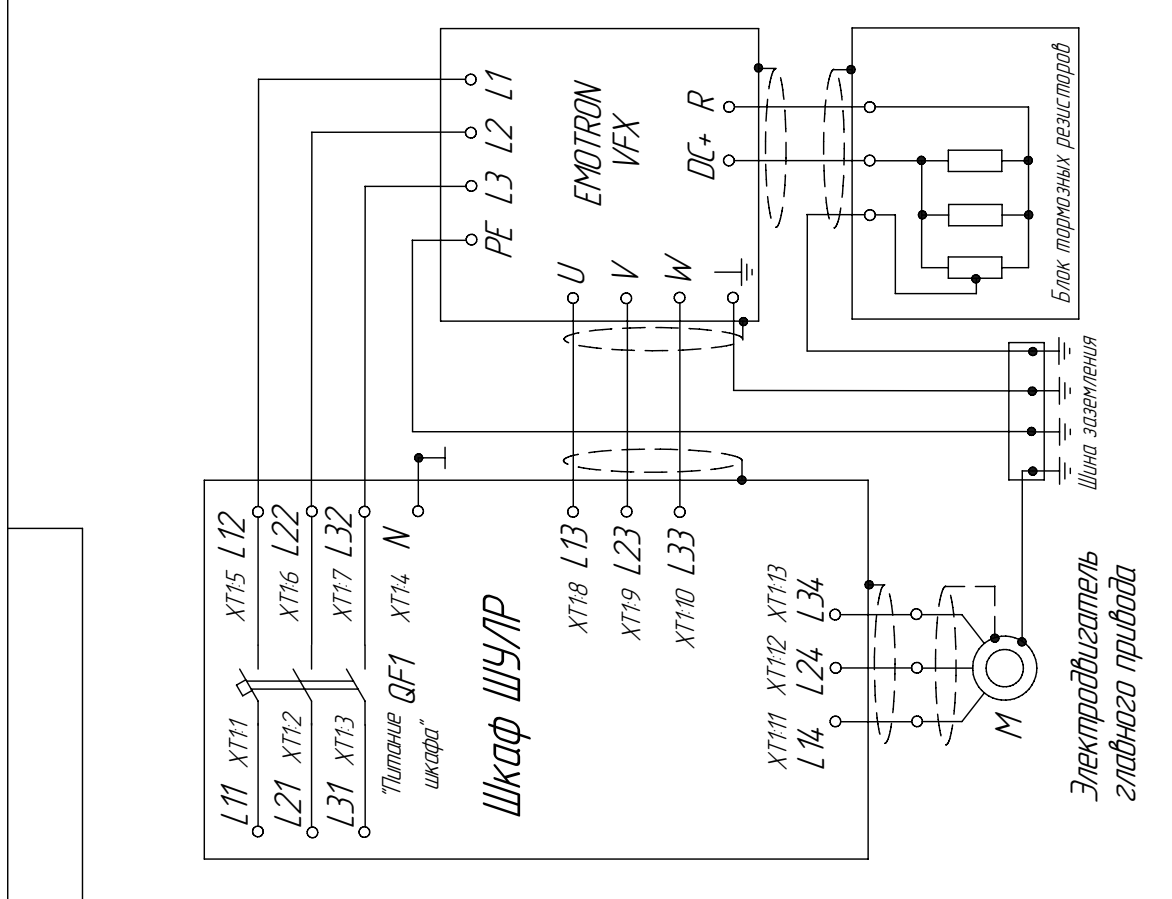 L11 XT1:1
XT1:5 L12
L1
L21 XT1:2
XT1:6 L22
L2
L31 XT1:3
XT1:7 L32
L3
"Питание
шкафа"
QF1
XT1:4 N
PE
Шкаф ШУЛР
EMOTRON
VFX
XT1:8 L13
U
XT1:9 L23
V
XT1:10 L33
W
DC+ R
XT1:11
L14
XT1:12
L24
XT1:13
L34
M
Электродвигатель
главного привода
Шина заземления
Блок тормозных резисторов